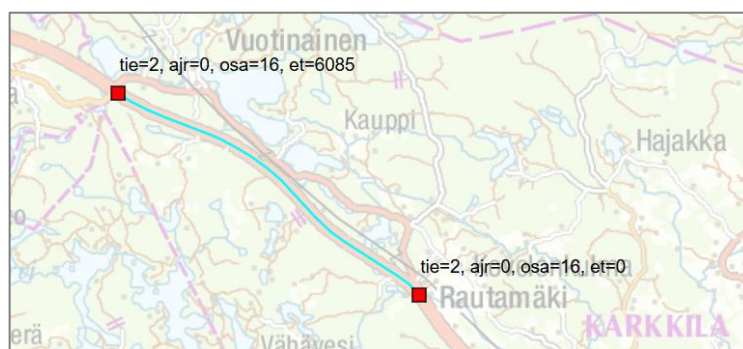 Vuotinainen
tie=2, ajr=0, osa=16, et=6085
Kauppi
Hajakka
tie=2, ajr=0, osa=16, et=0
Rautamäki
KARKKILA
erä
Vähävesi